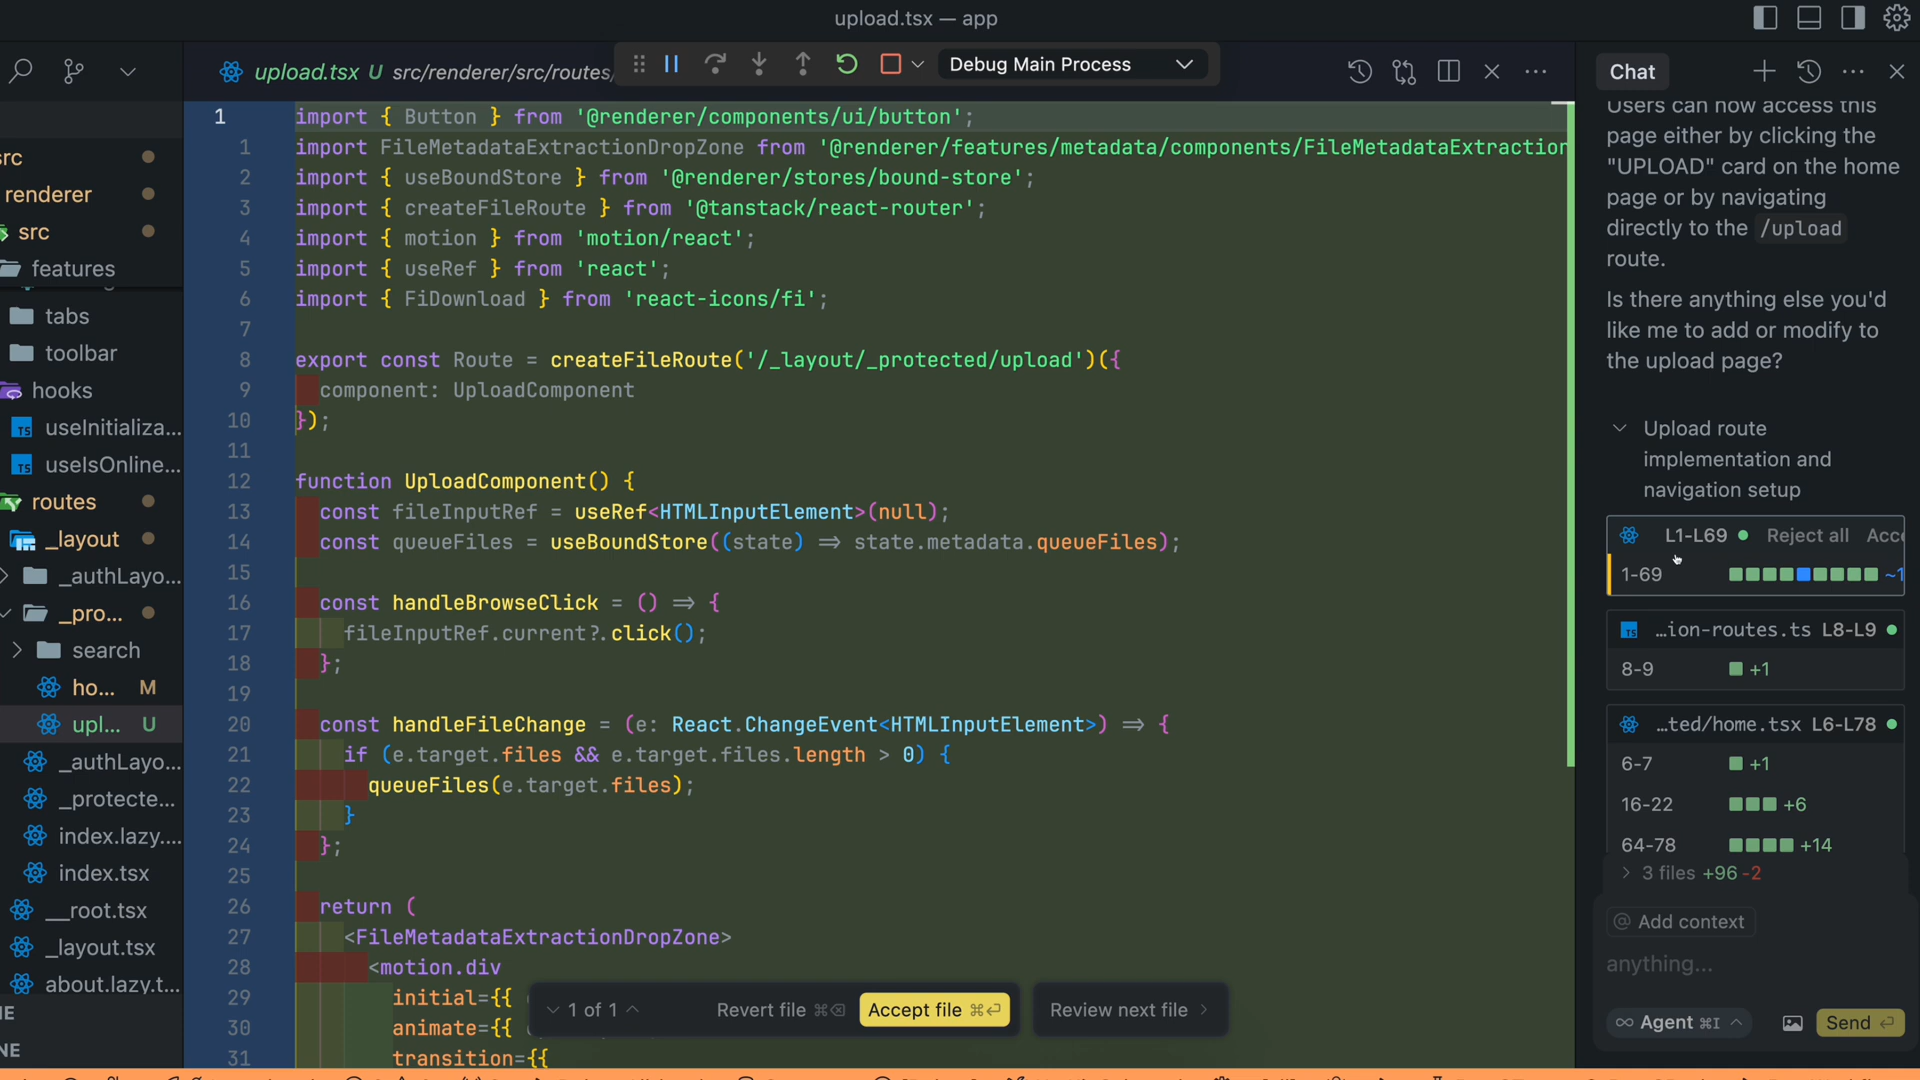 upload.tsx — app
upload.tsx U src/renderer/src/routes/
Debug Main Process
src
renderer
src
features
tabs
toolbar
hooks
useInitializa...
useIsOnline...
routes
_layout
_authLayo...
_pro...
search
ho... M
upl... U
_authLayo...
_protecte...
index.lazy....
index.tsx
__root.tsx
_layout.tsx
about.lazy.t...
1 import { Button } from '@renderer/components/ui/button';
1 import FileMetadataExtractionDropZone from '@renderer/features/metadata/components/FileMetadataExtraction
2 import { useBoundStore } from '@renderer/stores/bound-store';
3 import { createFileRoute } from '@tanstack/react-router';
4 import { motion } from 'motion/react';
5 import { useRef } from 'react';
6 import { FiDownload } from 'react-icons/fi';
7
8 export const Route = createFileRoute('/_layout/_protected/upload')({
9 component: UploadComponent
10 });
11
12 function UploadComponent() {
13 const fileInputRef = useRef<HTMLInputElement>(null);
14 const queueFiles = useBoundStore((state) ⇒ state.metadata.queueFiles);
15
16 const handleBrowseClick = () ⇒ {
17 fileInputRef.current?.click();
18 };
19
20 const handleFileChange = (e: React.ChangeEvent<HTMLInputElement>) ⇒ {
21 if (e.target.files && e.target.files.length > 0) {
22 queueFiles(e.target.files);
23 }
24 };
25
26 return (
27 <FileMetadataExtractionDropZone>
28 <motion.div
29 initial={{
30 animate={{
31 transition={{
1 of 1
Revert file ⌘⌫
Accept file ⌘⏎
Review next file
Chat
Users can now access this
page either by clicking the
"UPLOAD" card on the home
page or by navigating
directly to the /upload
route.
Is there anything else you'd
like me to add or modify to
the upload page?
Upload route
implementation and
navigation setup
L1-L69 Reject all Acc
1-69 ~1
...ion-routes.ts L8-L9
8-9 +1
...ted/home.tsx L6-L78
6-7 +1
16-22 +6
64-78 +14
3 files +96 -2
@ Add context
anything...
∞ Agent ⌘I
Send ⏎